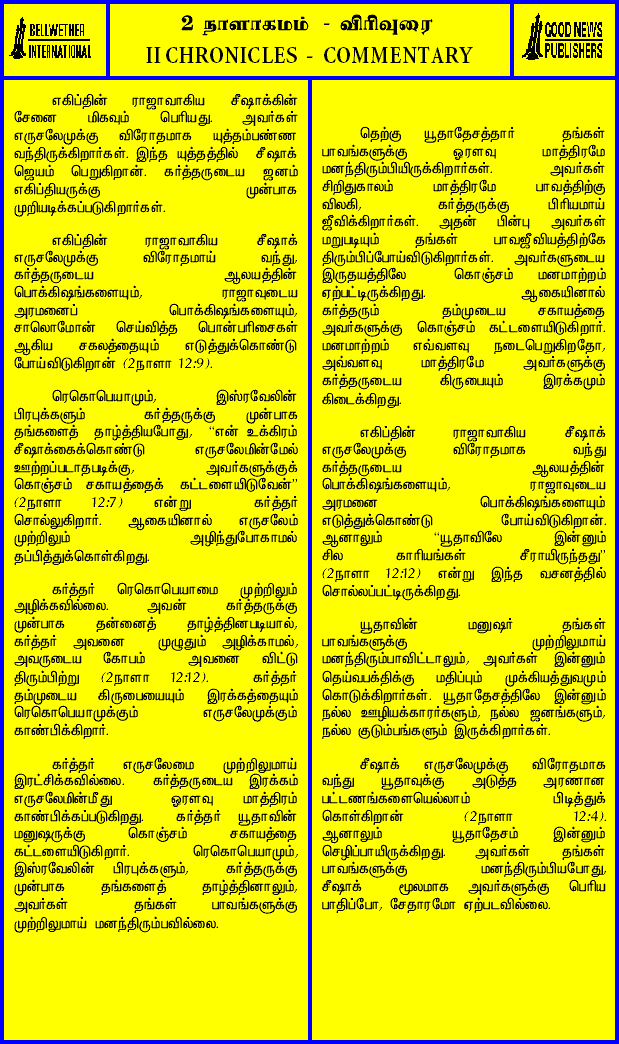 BELLWETHER
INTERNATIONAL
2 நாளாகமம் - விரிவுரை
II CHRONICLES - COMMENTARY
GOOD NEWS
PUBLISHERS
எகிப்தின் ராஜாவாகிய சீஷாக்கின்
சேனை மிகவும் பெரியது. அவர்கள்
எருசலேமுக்கு விரோதமாக யுத்தம்பண்ண
வந்திருக்கிறார்கள். இந்த யுத்தத்தில் சீஷாக்
ஜெயம் பெறுகிறான். கர்த்தருடைய ஜனம்
எகிப்தியருக்கு முன்பாக
முறியடிக்கப்படுகிறார்கள்.
எகிப்தின் ராஜாவாகிய சீஷாக்
எருசலேமுக்கு விரோதமாய் வந்து,
கர்த்தருடைய ஆலயத்தின்
பொக்கிஷங்களையும், ராஜாவுடைய
அரமனைப் பொக்கிஷங்களையும்,
சாலொமோன் செய்வித்த பொன்பரிசைகள்
ஆகிய சகலத்தையும் எடுத்துக்கொண்டு
போய்விடுகிறான் (2நாளா 12:9).
ரெகொபெயாமும், இஸ்ரவேலின்
பிரபுக்களும் கர்த்தருக்கு முன்பாக
தங்களைத் தாழ்த்தியபோது, "என் உக்கிரம்
சீஷாக்கைக்கொண்டு எருசலேமின்மேல்
ஊற்றப்படாதபடிக்கு, அவர்களுக்குக்
கொஞ்சம் சகாயத்தைக் கட்டளையிடுவேன்"
(2நாளா 12:7) என்று கர்த்தர்
சொல்லுகிறார். ஆகையினால் எருசலேம்
முற்றிலும் அழிந்துபோகாமல்
தப்பித்துக்கொள்கிறது.
கர்த்தர் ரெகொபெயாமை முற்றிலும்
அழிக்கவில்லை. அவன் கர்த்தருக்கு
முன்பாக தன்னைத் தாழ்த்தினபடியால்,
கர்த்தர் அவனை முழுதும் அழிக்காமல்,
அவருடைய கோபம் அவனை விட்டு
திரும்பிற்று (2நாளா 12:12). கர்த்தர்
தம்முடைய கிருபையையும் இரக்கத்தையும்
ரெகொபெயாமுக்கும் எருசலேமுக்கும்
காண்பிக்கிறார்.
கர்த்தர் எருசலேமை முற்றிலுமாய்
இரட்சிக்கவில்லை. கர்த்தருடைய இரக்கம்
எருசலேமின்மீது ஓரளவு மாத்திரம்
காண்பிக்கப்படுகிறது. கர்த்தர் யூதாவின்
மனுஷருக்கு கொஞ்சம் சகாயத்தை
கட்டளையிடுகிறார். ரெகொபெயாமும்,
இஸ்ரவேலின் பிரபுக்களும், கர்த்தருக்கு
முன்பாக தங்களைத் தாழ்த்தினாலும்,
அவர்கள் தங்கள் பாவங்களுக்கு
முற்றிலுமாய் மனந்திரும்பவில்லை.
தெற்கு யூதாதேசத்தார் தங்கள்
பாவங்களுக்கு ஓரளவு மாத்திரமே
மனந்திரும்பியிருக்கிறார்கள். அவர்கள்
சிறிதுகாலம் மாத்திரமே பாவத்திற்கு
விலகி, கர்த்தருக்கு பிரியமாய்
ஜீவிக்கிறார்கள். அதன் பின்பு அவர்கள்
மறுபடியும் தங்கள் பாவஜீவியத்திற்கே
திரும்பிப்போய்விடுகிறார்கள். அவர்களுடைய
இருதயத்திலே கொஞ்சம் மனமாற்றம்
ஏற்பட்டிருக்கிறது. ஆகையினால்
கர்த்தரும் தம்முடைய சகாயத்தை
அவர்களுக்கு கொஞ்சம் கட்டளையிடுகிறார்.
மனமாற்றம் எவ்வளவு நடைபெறுகிறதோ,
அவ்வளவு மாத்திரமே அவர்களுக்கு
கர்த்தருடைய கிருபையும் இரக்கமும்
கிடைக்கிறது.
எகிப்தின் ராஜாவாகிய சீஷாக்
எருசலேமுக்கு விரோதமாக வந்து
கர்த்தருடைய ஆலயத்தின்
பொக்கிஷங்களையும், ராஜாவுடைய
அரமனை பொக்கிஷங்களையும்
எடுத்துக்கொண்டு போய்விடுகிறான்.
ஆனாலும் "யூதாவிலே இன்னும்
சில காரியங்கள் சீராயிருந்தது"
(2நாளா 12:12) என்று இந்த வசனத்தில்
சொல்லப்பட்டிருக்கிறது.
யூதாவின் மனுஷர் தங்கள்
பாவங்களுக்கு முற்றிலுமாய்
மனந்திரும்பாவிட்டாலும், அவர்கள் இன்னும்
தெய்வபக்திக்கு மதிப்பும் முக்கியத்துவமும்
கொடுக்கிறார்கள். யூதாதேசத்திலே இன்னும்
நல்ல ஊழியக்காரர்களும், நல்ல ஜனங்களும்,
நல்ல குடும்பங்களும் இருக்கிறார்கள்.
சீஷாக் எருசலேமுக்கு விரோதமாக
வந்து யூதாவுக்கு அடுத்த அரணான
பட்டணங்களையெல்லாம் பிடித்துக்
கொள்கிறான் (2நாளா 12:4).
ஆனாலும் யூதாதேசம் இன்னும்
செழிப்பாயிருக்கிறது. அவர்கள் தங்கள்
பாவங்களுக்கு மனந்திரும்பியபோது,
சீஷாக் மூலமாக அவர்களுக்கு பெரிய
பாதிப்போ, சேதாரமோ ஏற்படவில்லை.